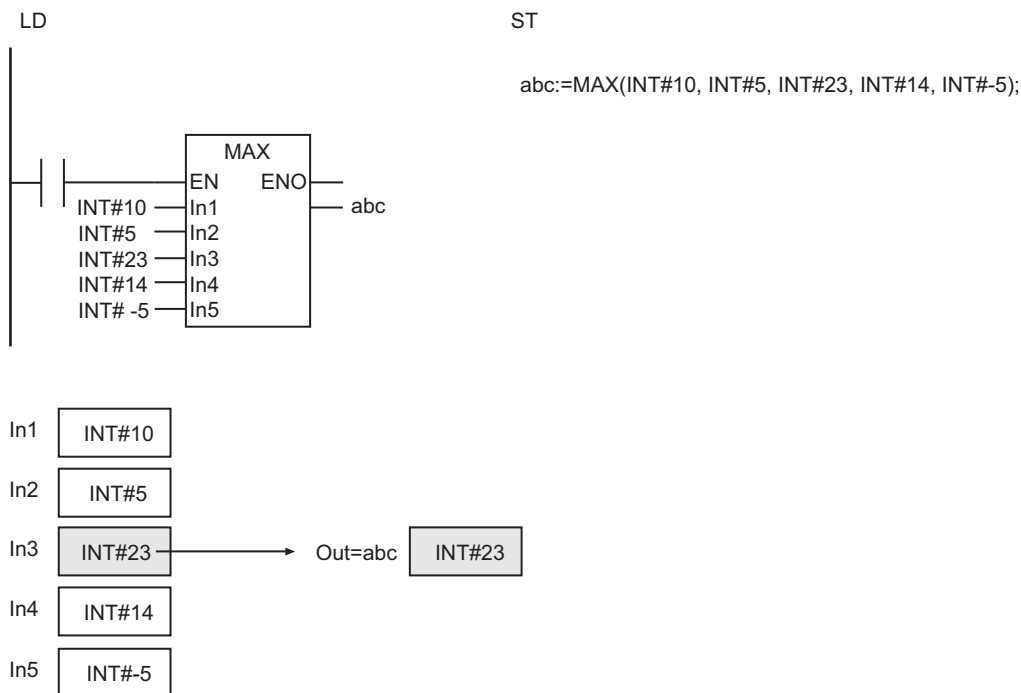 LD
ST
abc:=MAX(INT#10, INT#5, INT#23, INT#14, INT#-5);
MAX
EN ENO
INT#10 In1 abc
INT#5 In2
INT#23 In3
INT#14 In4
INT# -5 In5
In1 INT#10
In2 INT#5
In3 INT#23 Out=abc INT#23
In4 INT#14
In5 INT#-5